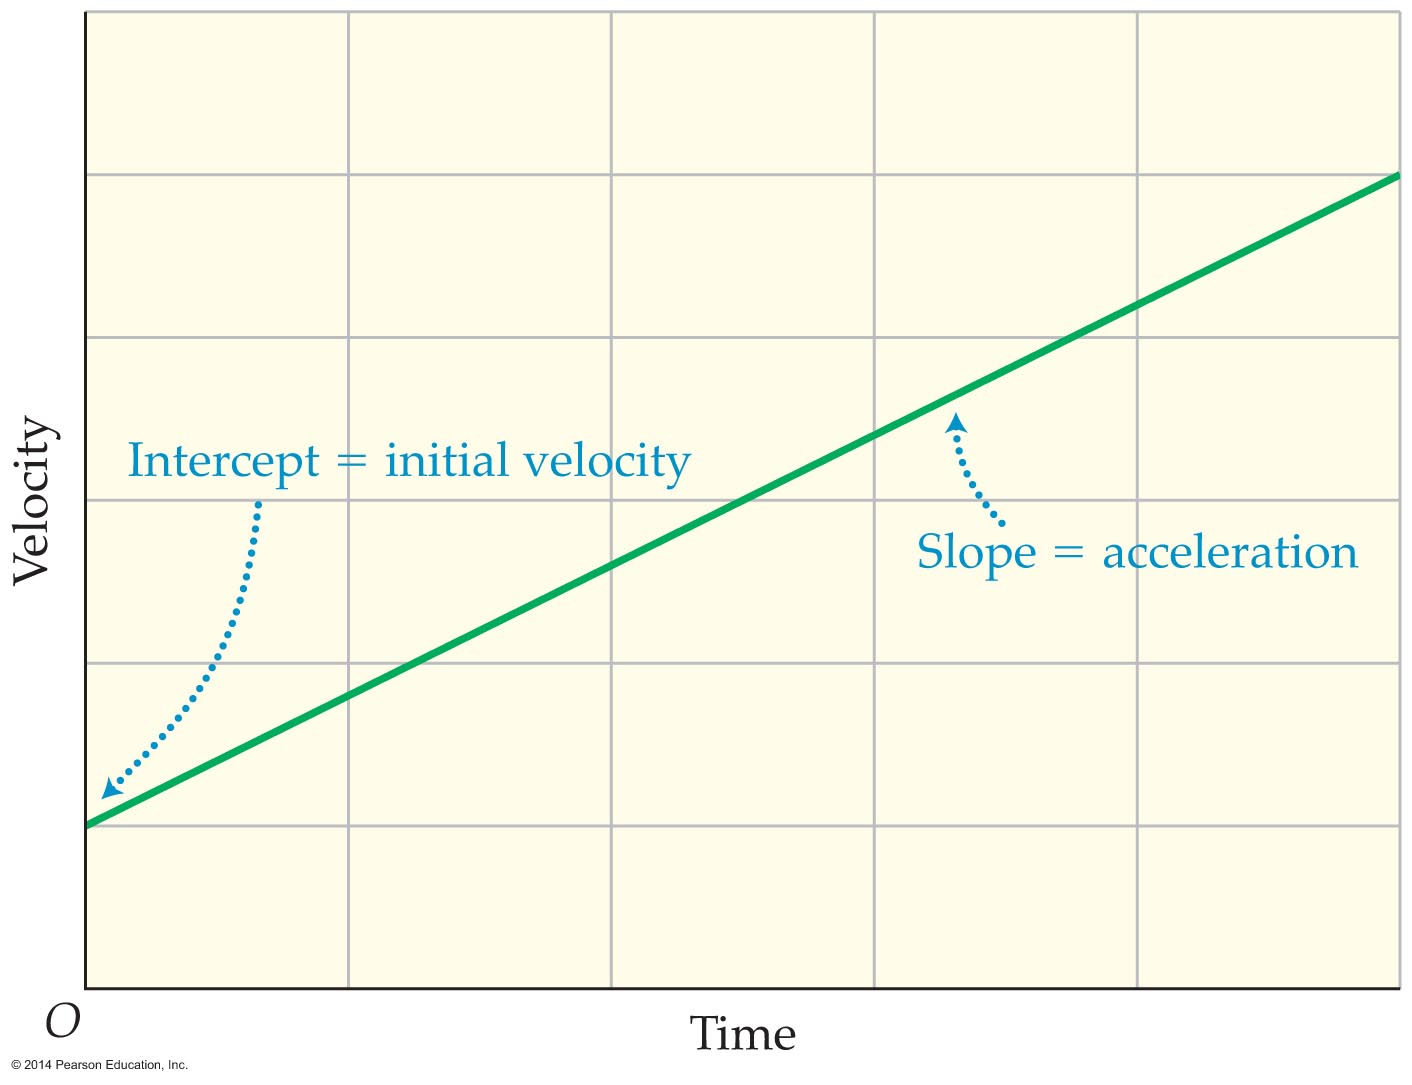 Velocity
Intercept = initial velocity
Slope = acceleration
O
Time
© 2014 Pearson Education, Inc.